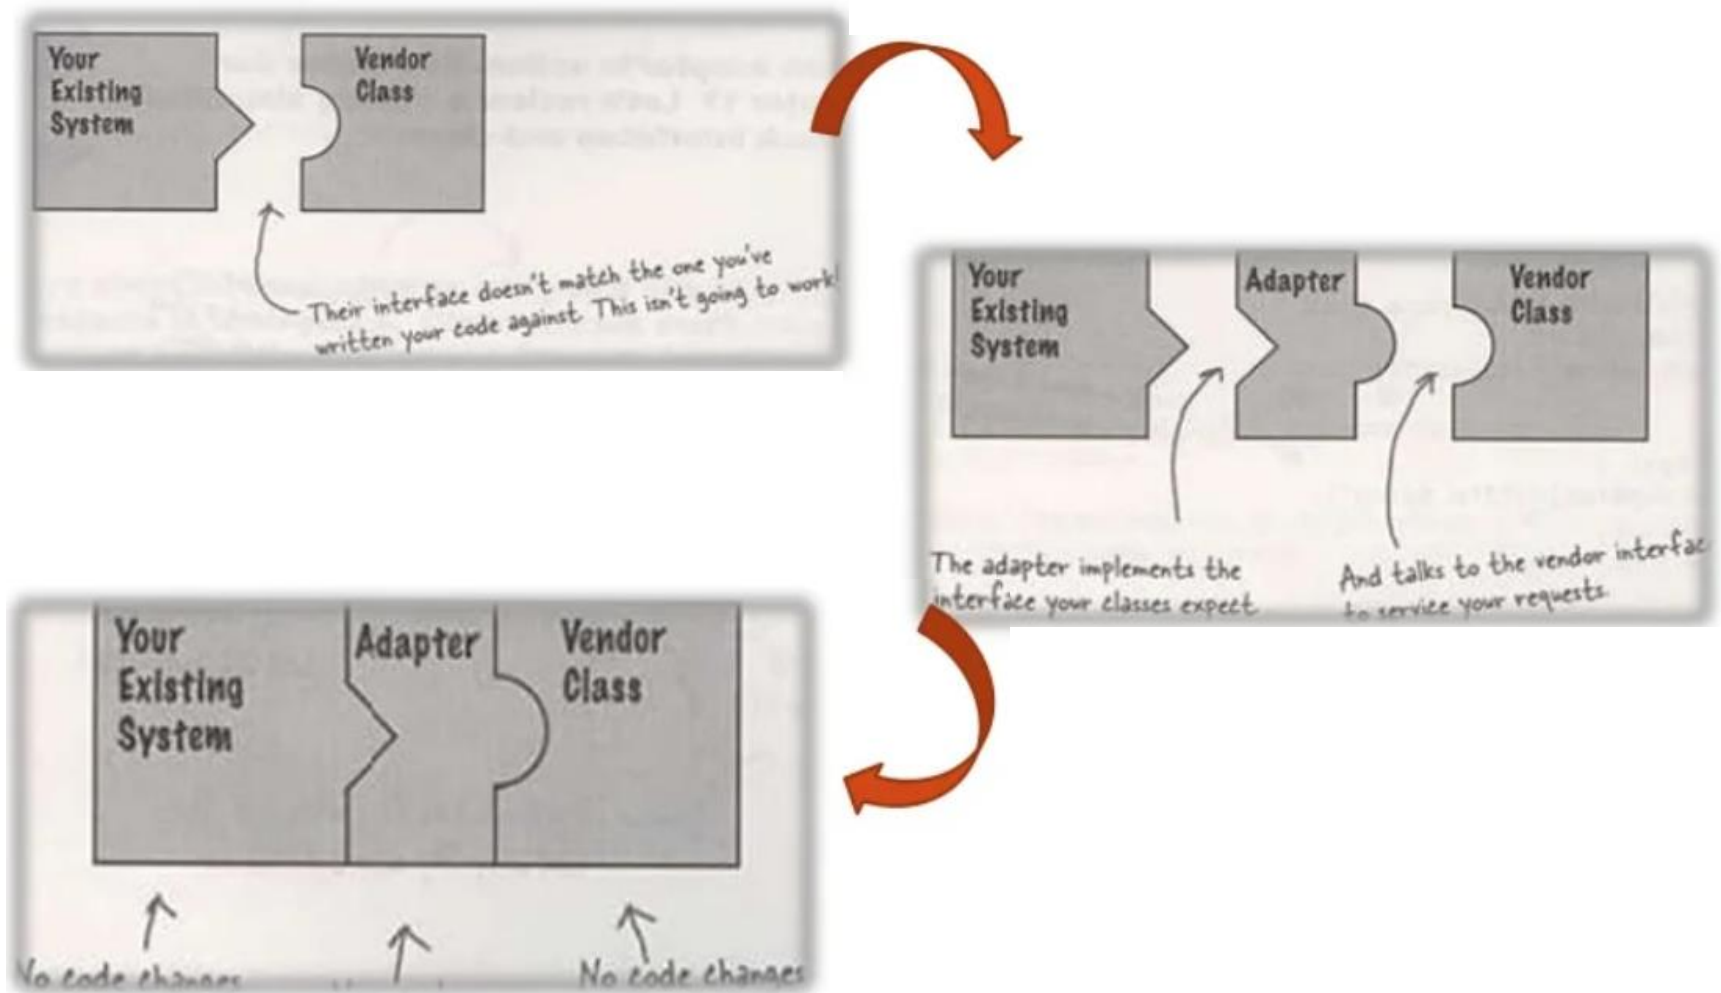 Your
Existing
System
Vendor
Class
Their interface doesn't match the one you've
written your code against. This isn't going to work!
Your
Existing
System
Adapter
Vendor
Class
The adapter implements the
interface your classes expect
And talks to the vendor interfac
to service your requests.
Your
Existing
System
Adapter
Vendor
Class
No code changes
No code changes